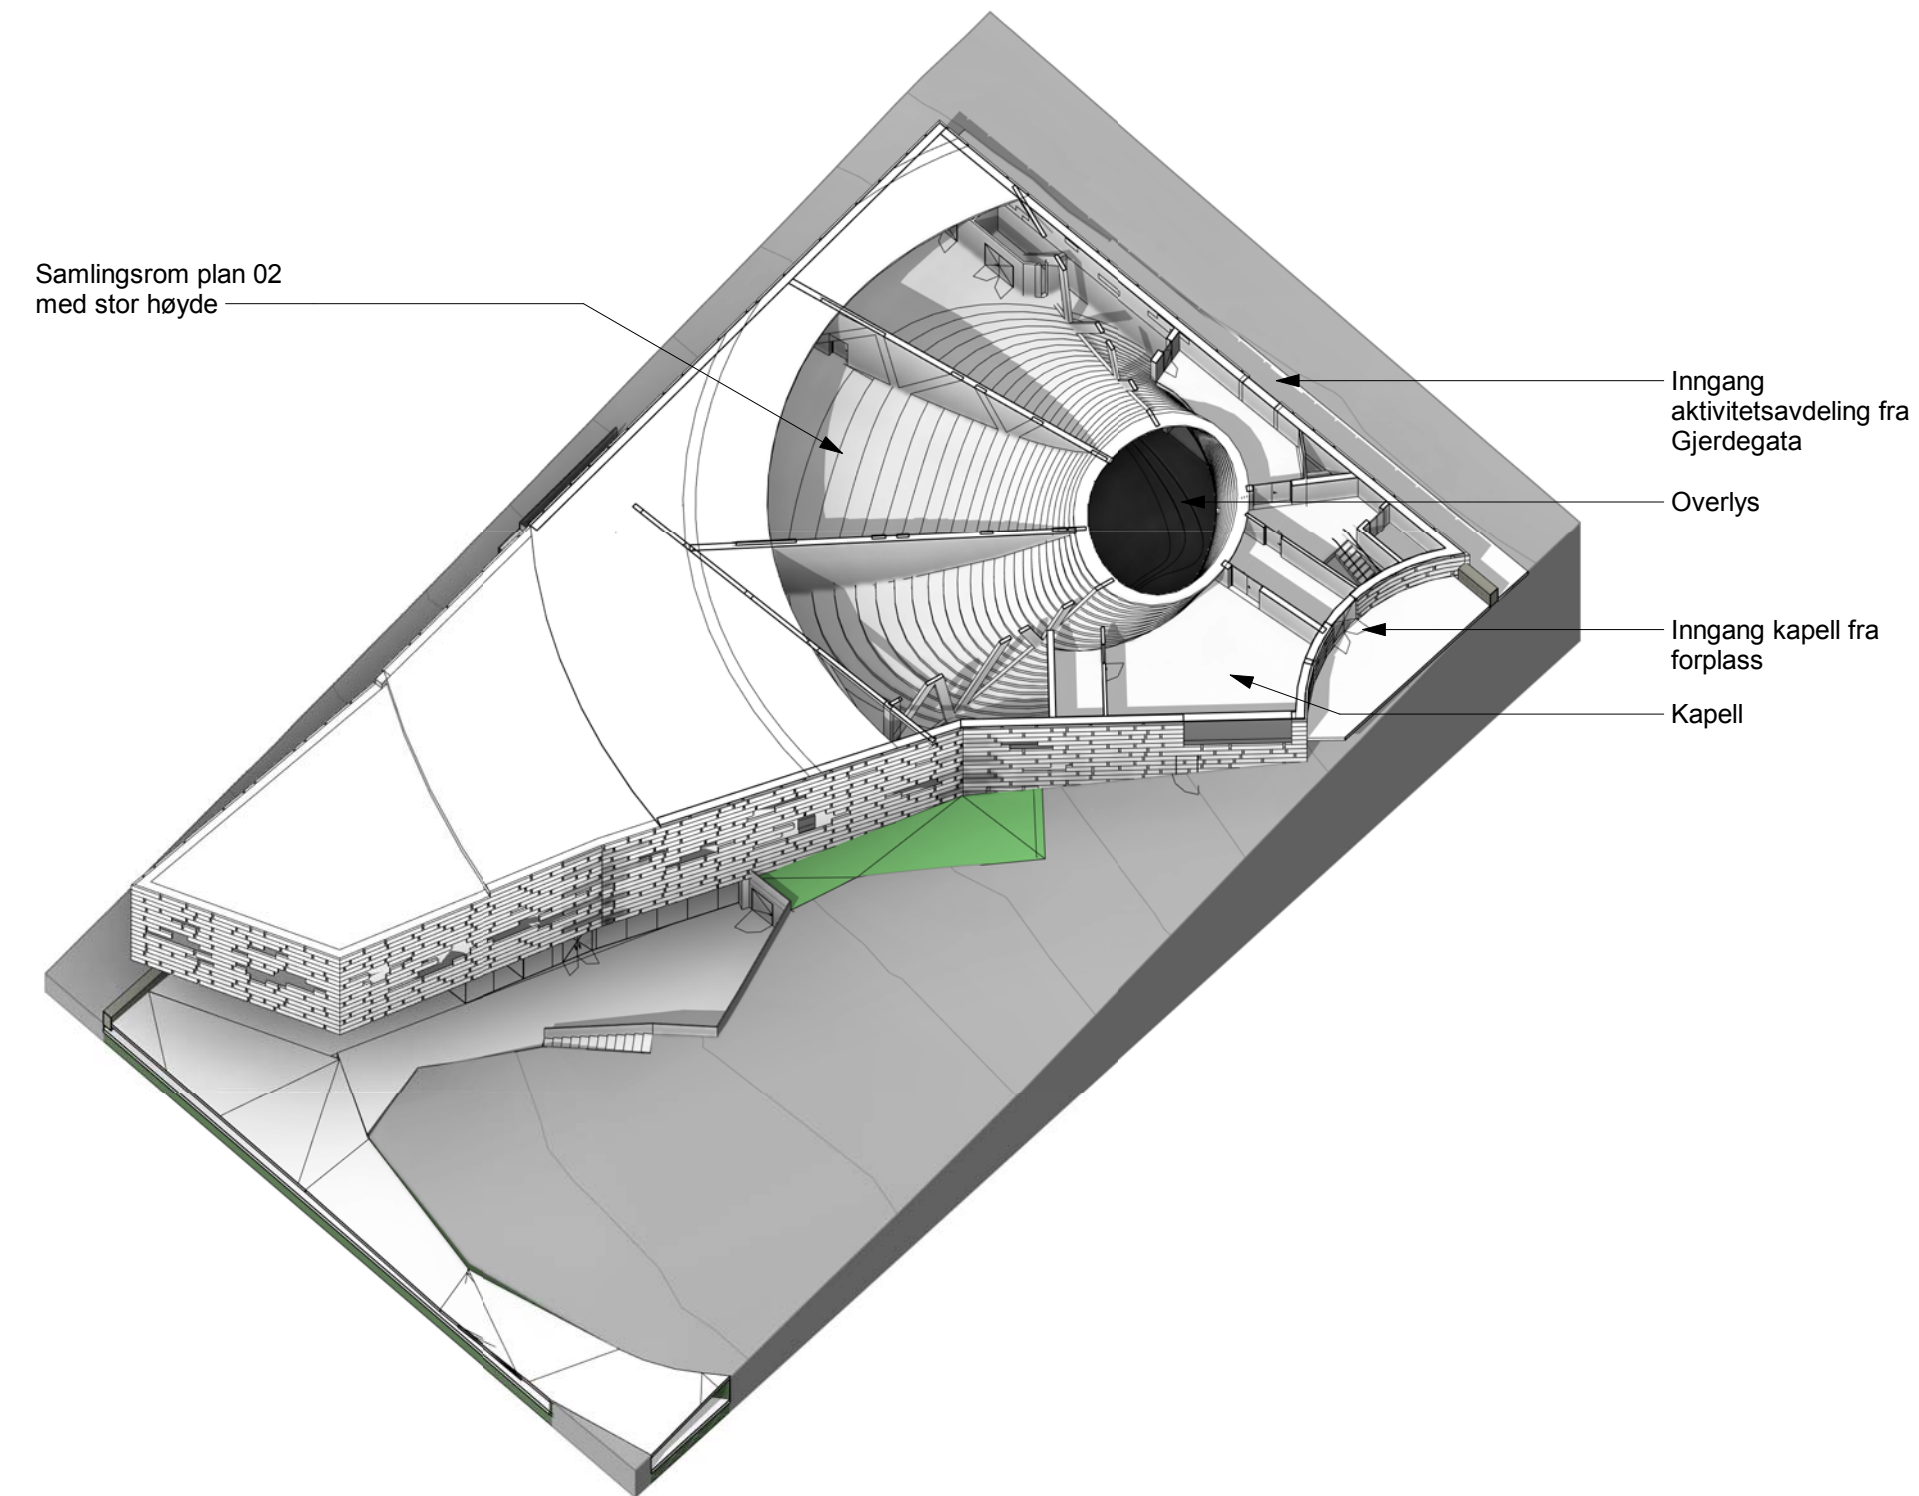 Samlingsrom plan 02
med stor høyde
Inngang
aktivitetsavdeling fra
Gjerdegata
Overlys
Inngang kapell fra
forplass
Kapell